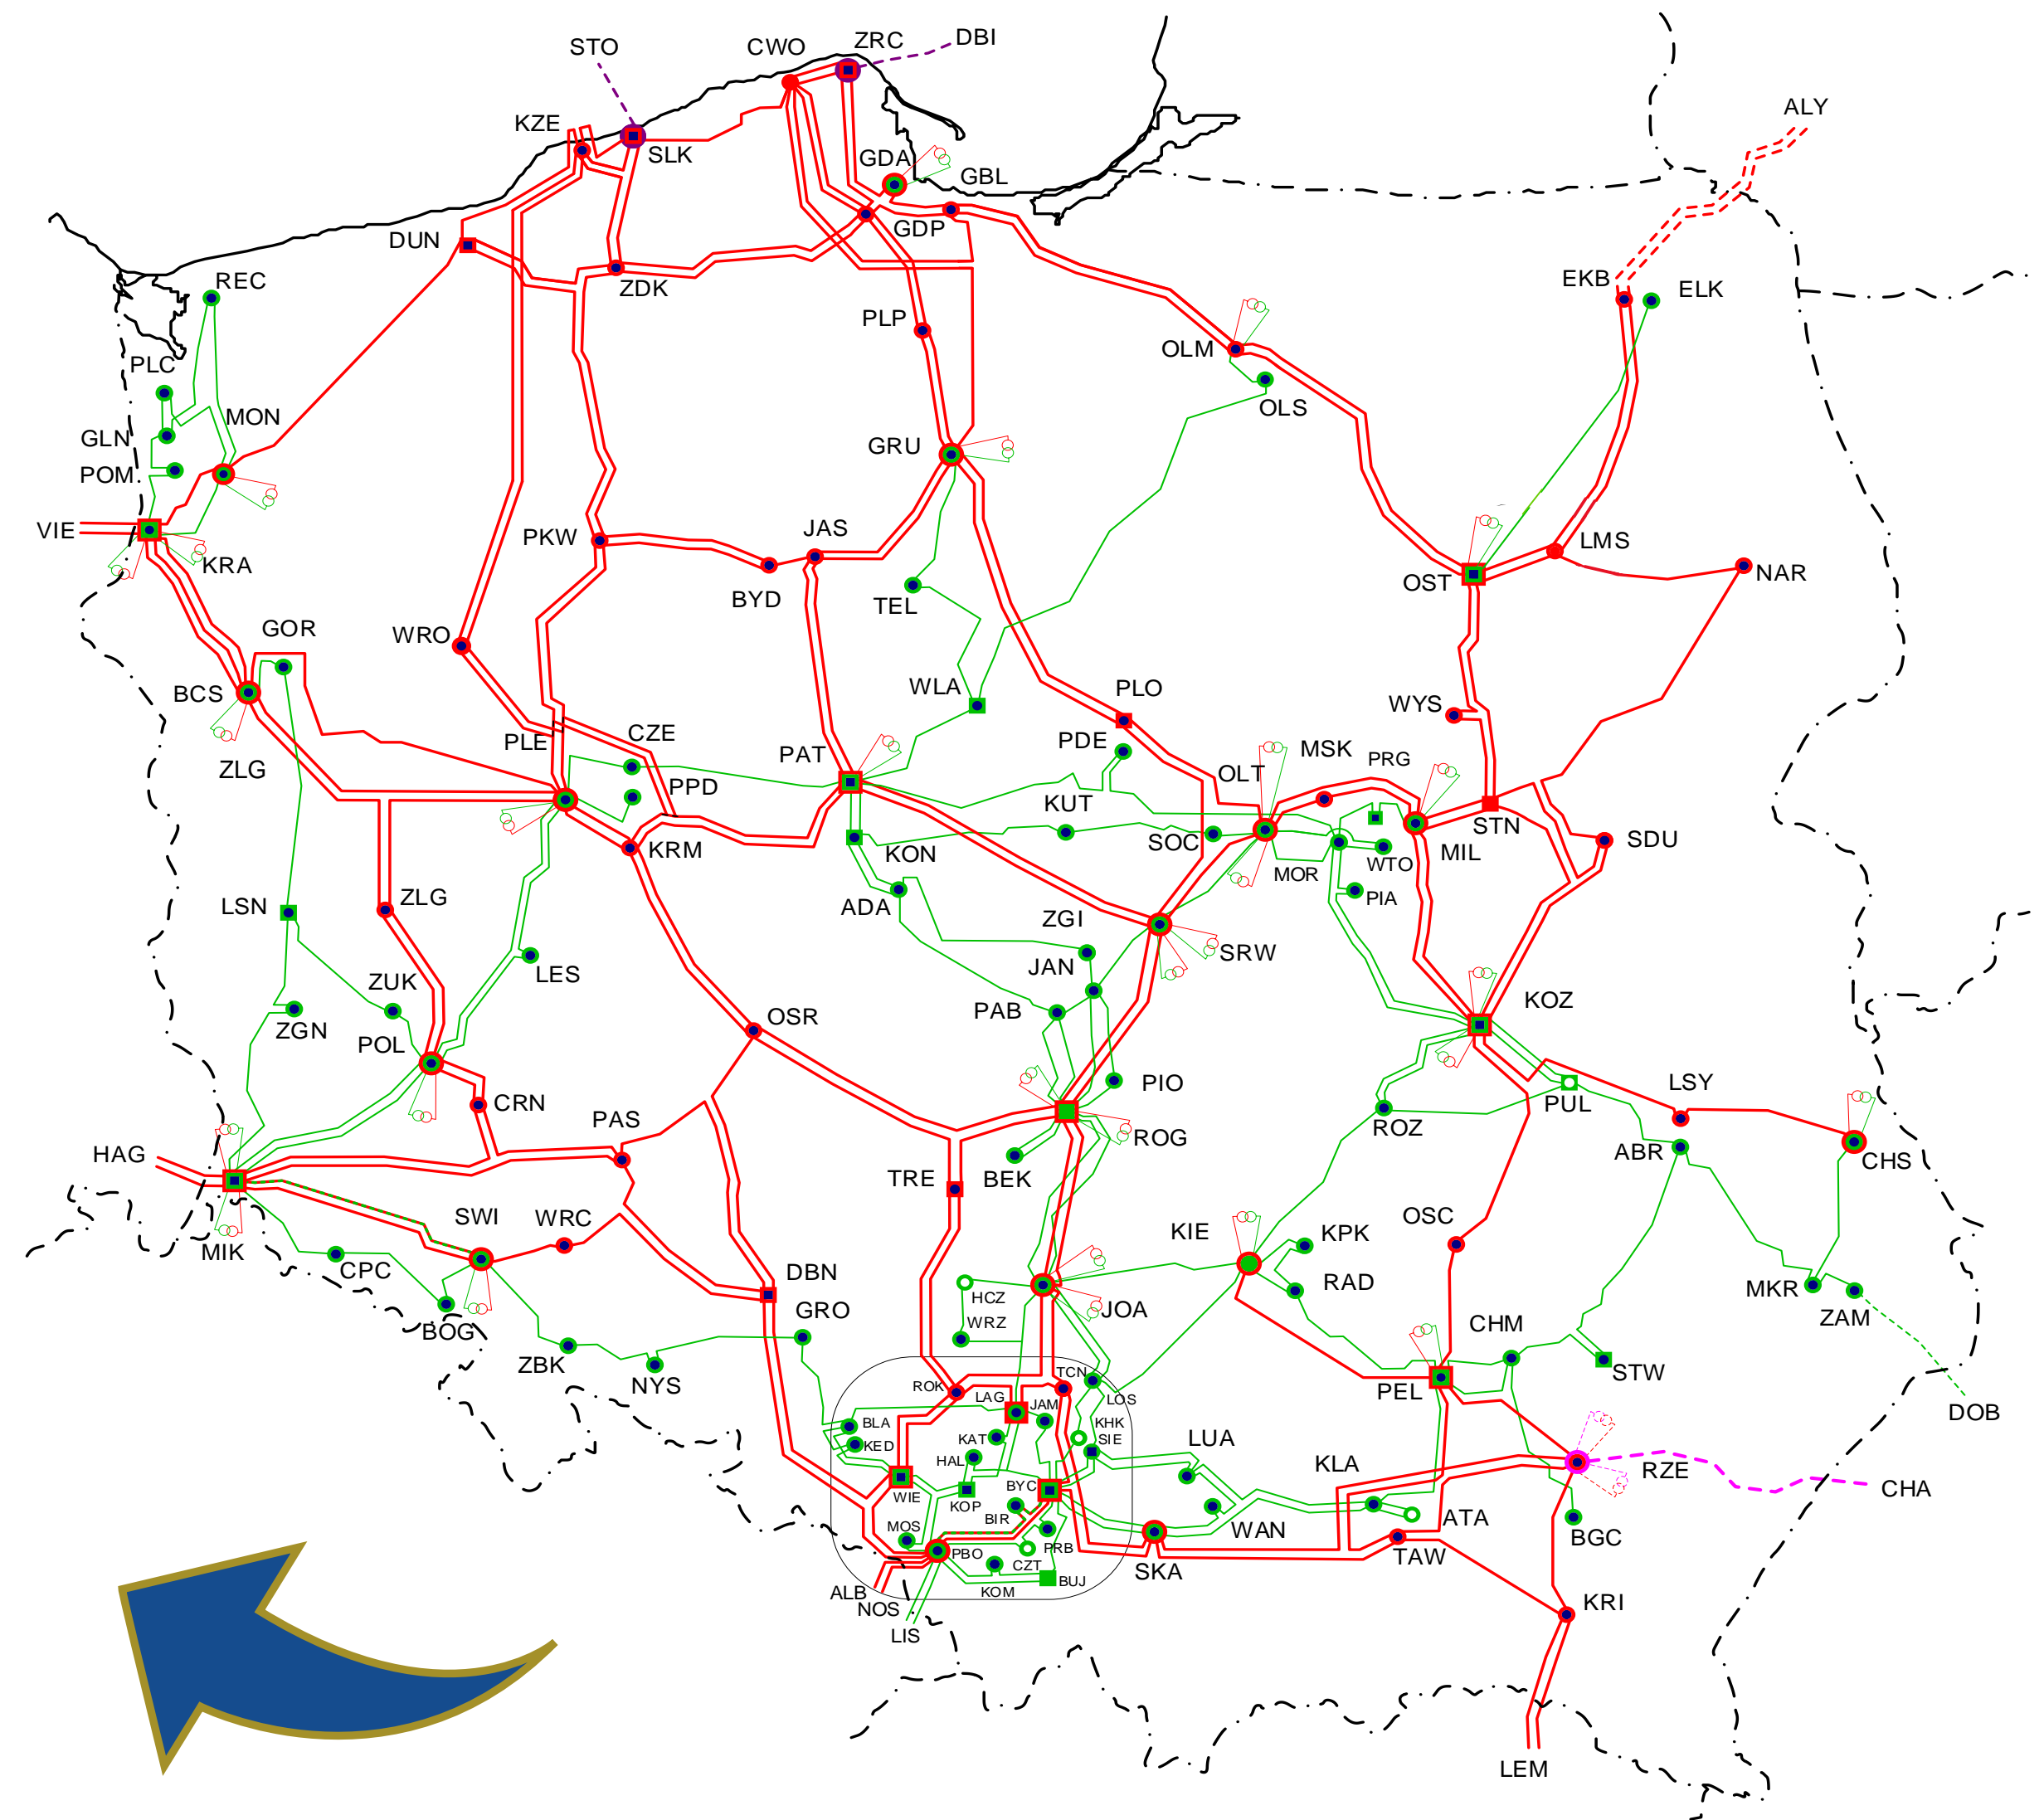 STO
CWO
ZRC
DBI
KZE
SLK
ALY
GDA
GBL
GDP
DUN
ZDK
REC
EKB
ELK
PLP
OLM
PLC
OLS
MON
GLN
POM
GRU
VIE
KRA
PKW
JAS
LMS
NAR
OST
BYD
TEL
GOR
WRO
BCS
WLA
PLO
WYS
PLE
CZE
PAT
PDE
MSK
PRG
ZLG
PPD
OLT
KUT
STN
SDU
KRM
KON
SOC
WTO
MIL
MOR
PIA
LSN
ZLG
ADA
ZGI
SRW
LES
JAN
ZUK
ZGN
POL
OSR
PAB
KOZ
CRN
PAS
PIO
LSY
PUL
ROZ
ROG
ABR
CHS
HAG
TRE
BEK
SWI
WRC
KIE
KPK
OSC
MIK
CPC
DBN
RAD
GRO
HCZ
JOA
MKR
ZAM
BOG
WRZ
CHM
ZBK
NYS
STW
TCN
PEL
ROK
LAG
JAM
LOS
DOB
BLA
KHK
KED
KAT
SIE
LUA
HAL
KLA
RZE
CHA
WIE
KOP
BYC
BIR
MOS
WAN
ATA
BGC
PBO
PRB
CZT
TAW
ALB
KOM
BUJ
SKA
NOS
KRI
LIS
LEM